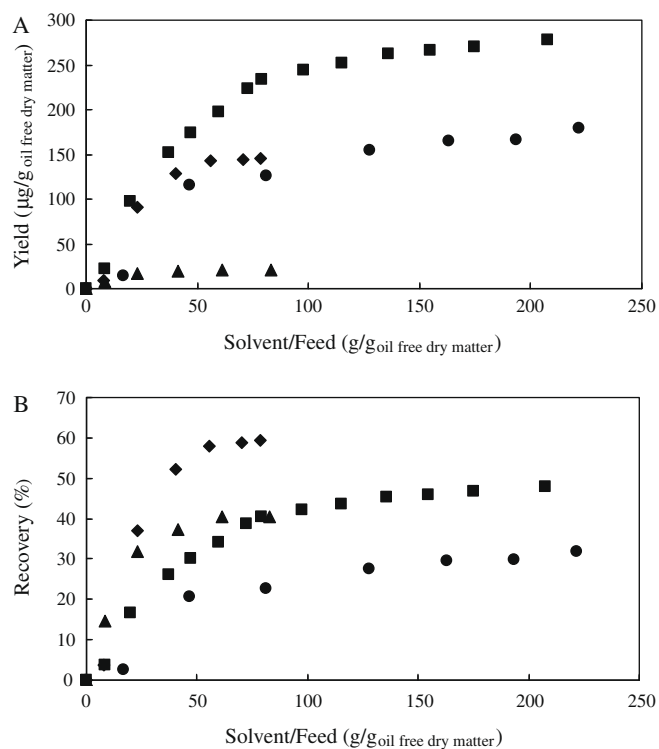 A
Yield (μg/g oil free dry matter)
300
250
200
150
100
50
0
0 50 100 150 200 250
Solvent/Feed (g/g oil free dry matter)
B
Recovery (%)
70
60
50
40
30
20
10
0
0 50 100 150 200 250
Solvent/Feed (g/g oil free dry matter)